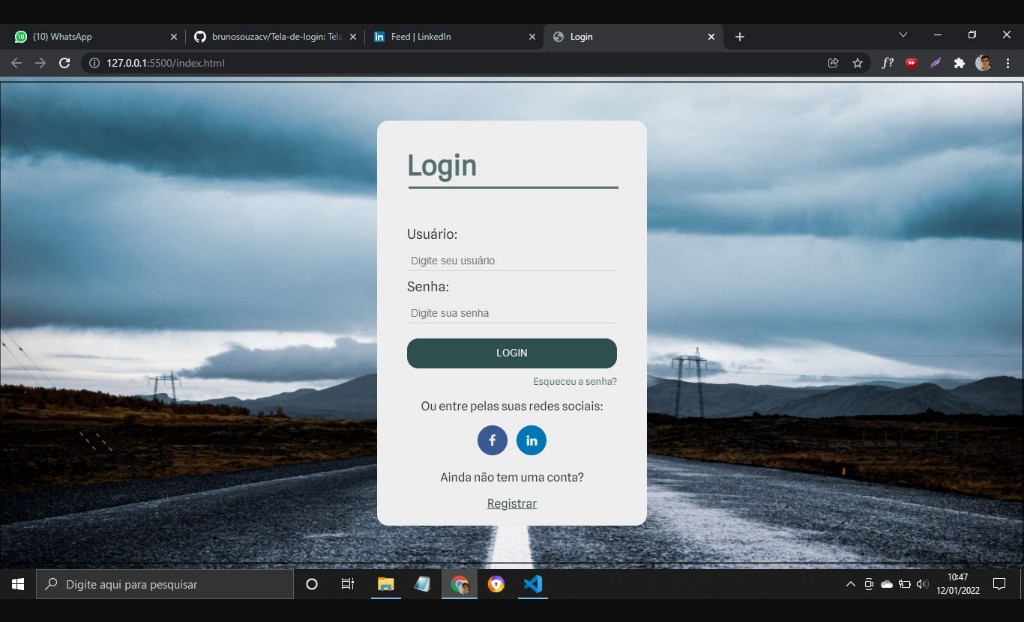 (10) WhatsApp
brunosouzacv/Tela-de-login: Tela
Feed | LinkedIn
Login
127.0.0.1:5500/index.html
f?
Login
Usuário:
Digite seu usuário
Senha:
Digite sua senha
LOGIN
Esqueceu a senha?
Ou entre pelas suas redes sociais:
f
in
Ainda não tem uma conta?
Registrar
Digite aqui para pesquisar
10:47
12/01/2022